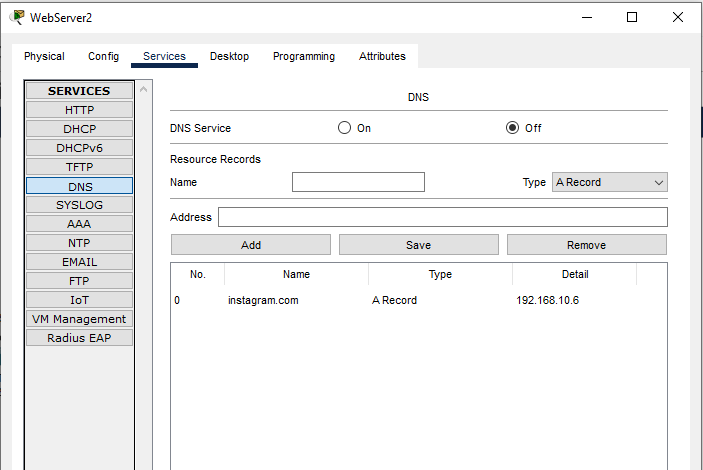 WebServer2
Physical Config Services Desktop Programming Attributes
SERVICES
HTTP
DHCP
DHCPv6
TFTP
DNS
SYSLOG
AAA
NTP
EMAIL
FTP
IoT
VM Management
Radius EAP
DNS
DNS Service On Off
Resource Records
Name Type A Record
Address
Add Save Remove
No. Name Type Detail
0 instagram.com A Record 192.168.10.6